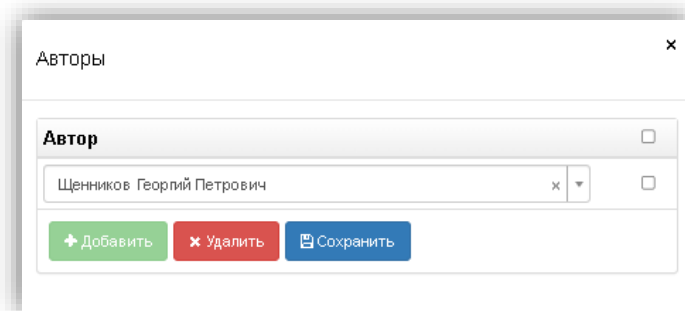 Авторы
Автор
Щенников Георгий Петрович
Добавить Удалить Сохранить